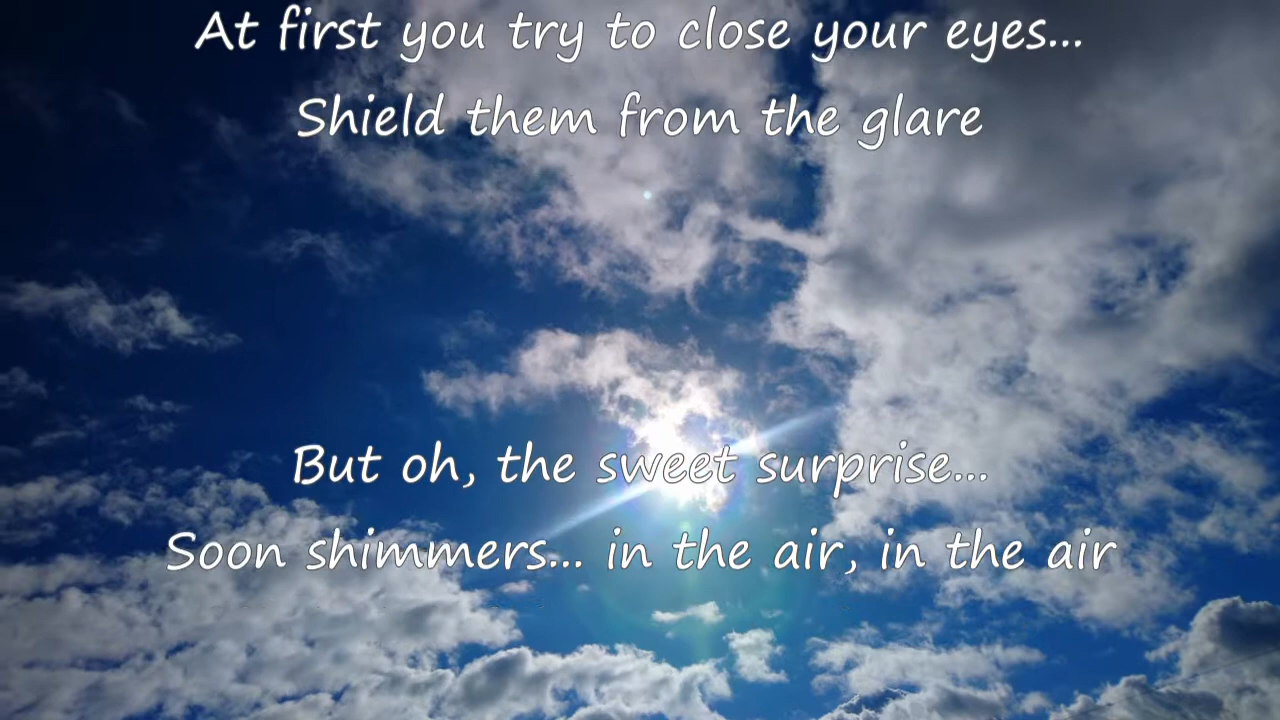 At first you try to close your eyes...
Shield them from the glare
But oh, the sweet surprise...
Soon shimmers... in the air, in the air